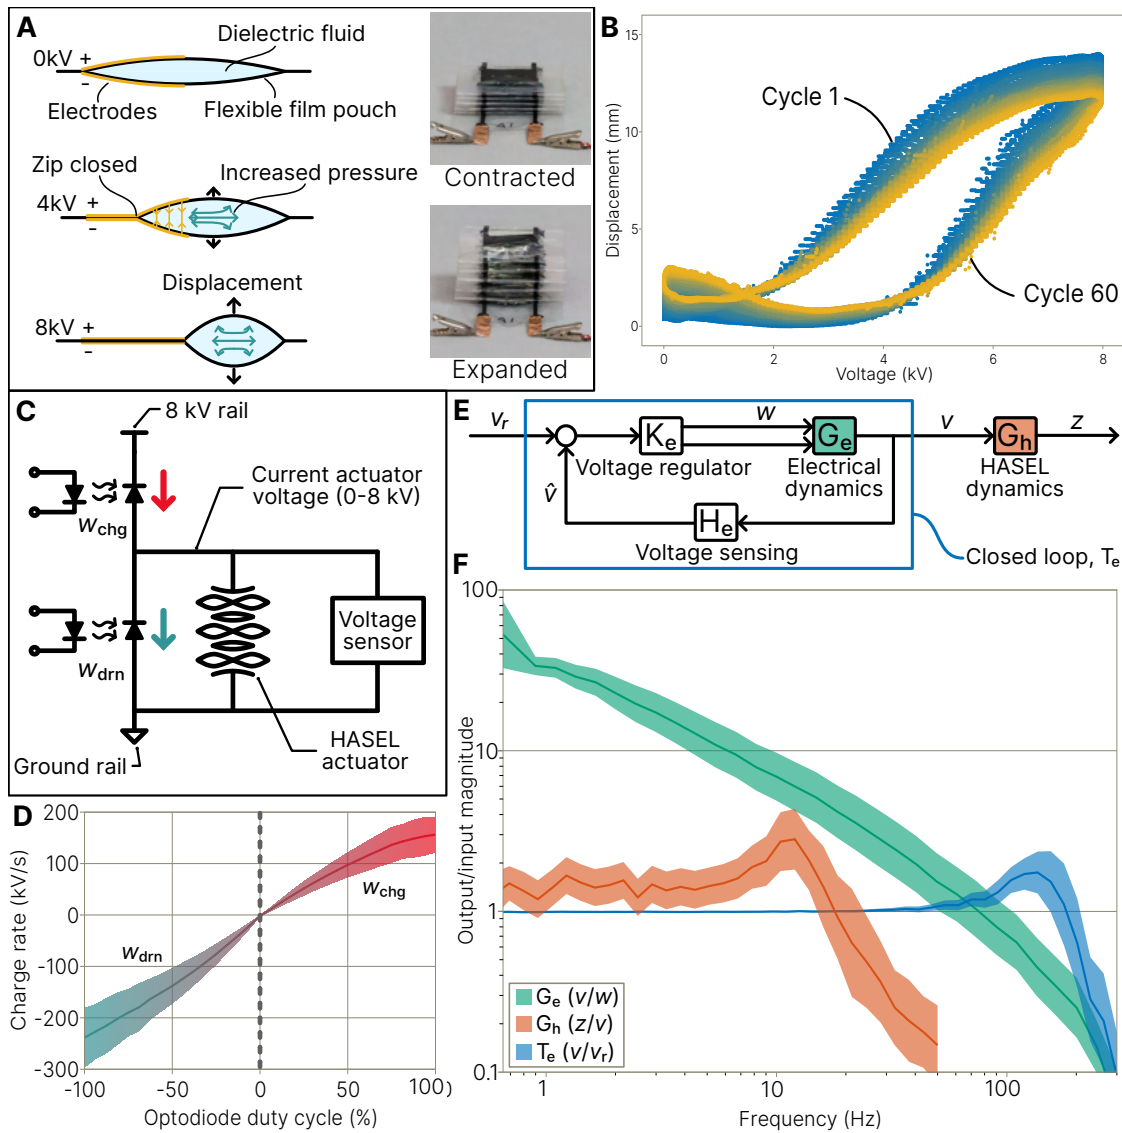 A
0kV +
-
Dielectric fluid
Electrodes
Flexible film pouch
Zip closed
4kV +
-
Increased pressure
Displacement
8kV +
-
Contracted
Expanded
B
Displacement (mm)
15
10
5
0
Cycle 1
Cycle 60
0 2 4 6 8
Voltage (kV)
C
8 kV rail
wchg
Current actuator
voltage (0-8 kV)
wdrn
Voltage
sensor
HASEL
actuator
Ground rail
D
Charge rate (kV/s)
200
100
0
-100
-200
-300
wchg
wdrn
-100 -50 0 50 100
Optodiode duty cycle (%)
E
vr
Ke
Voltage regulator
w
Ge
Electrical
dynamics
v
Gh
HASEL
dynamics
z
v̂
He
Voltage sensing
Closed loop, Te
F
Output/input magnitude
100
10
1
0.1
Ge (v/w)
Gh (z/v)
Te (v/vr)
1 10 100
Frequency (Hz)